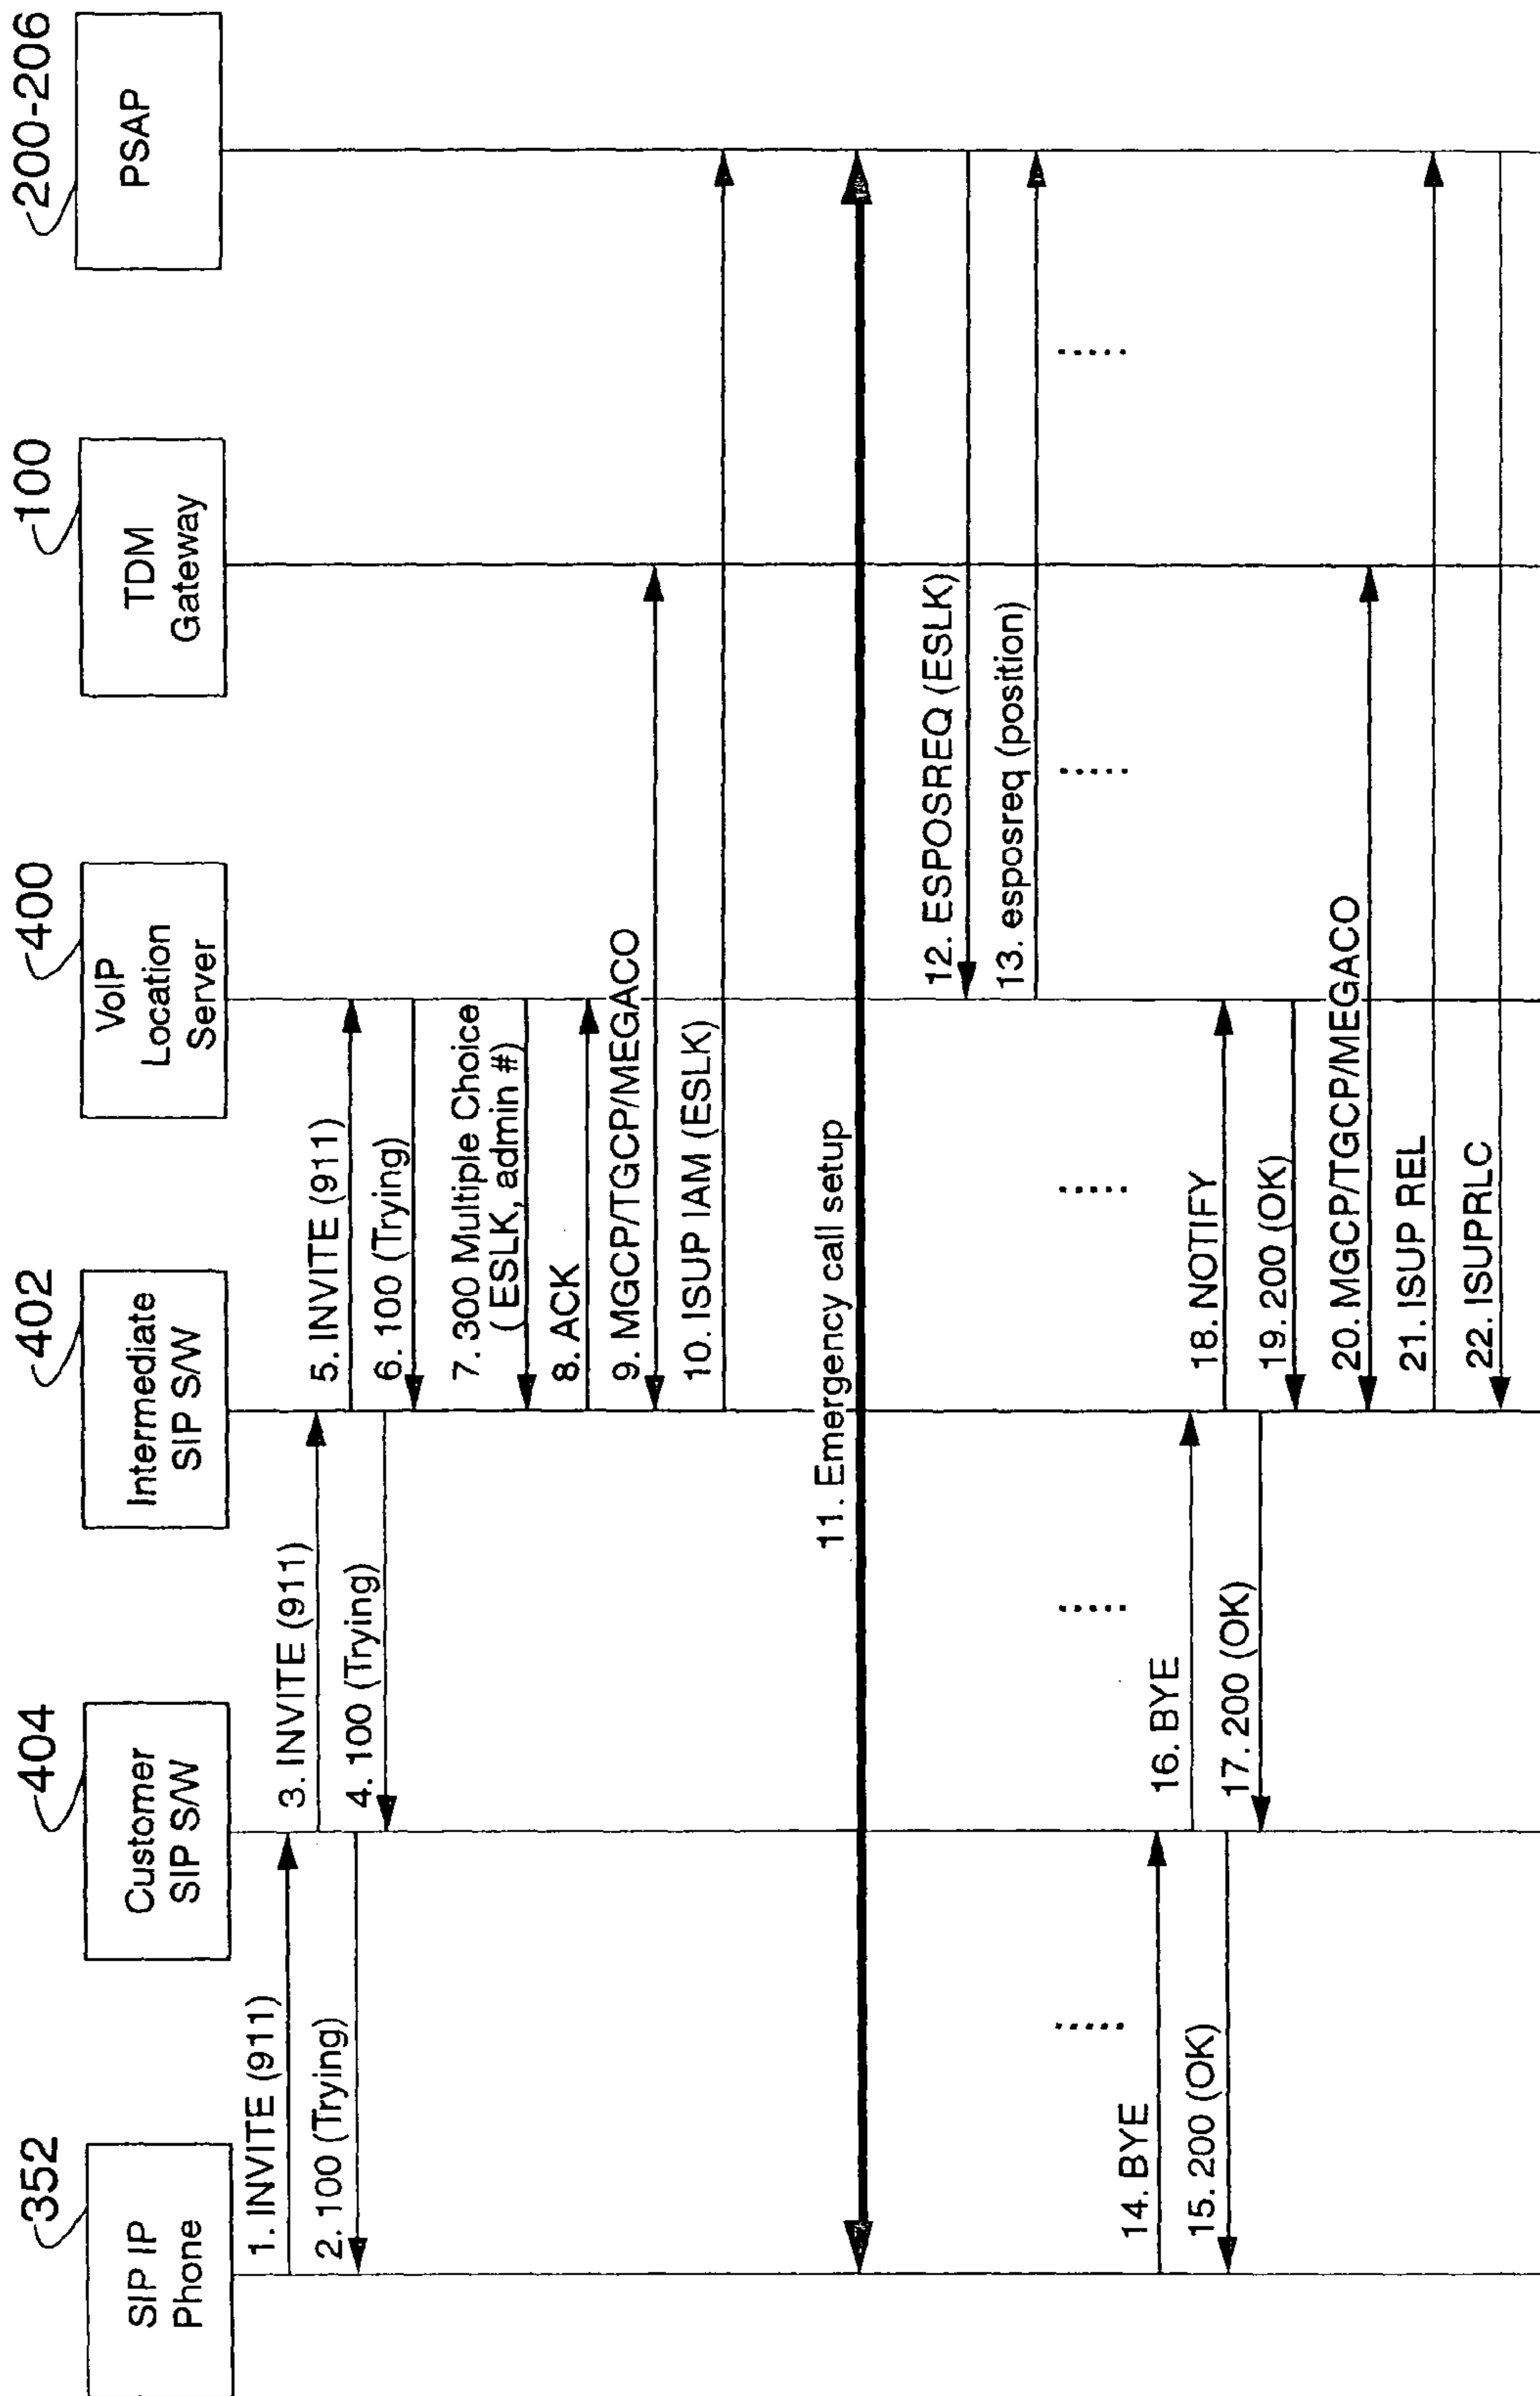 352
SIP IP
Phone
404
Customer
SIP S/W
402
Intermediate
SIP S/W
400
VoIP
Location
Server
100
TDM
Gateway
200-206
PSAP
1. INVITE (911)
2. 100 (Trying)
3. INVITE (911)
4. 100 (Trying)
5. INVITE (911)
6. 100 (Trying)
7. 300 Multiple Choice
( ESLK, admin #)
8. ACK
9. MGCP/TGCP/MEGACO
10. ISUP IAM (ESLK)
11. Emergency call setup
12. ESPOSREQ (ESLK)
13. esposreq (position)
.....
.....
.....
.....
.....
14. BYE
15. 200 (OK)
16. BYE
17. 200 (OK)
18. NOTIFY
19. 200 (OK)
20. MGCP/TGCP/MEGACO
21. ISUP REL
22. ISUPRLC